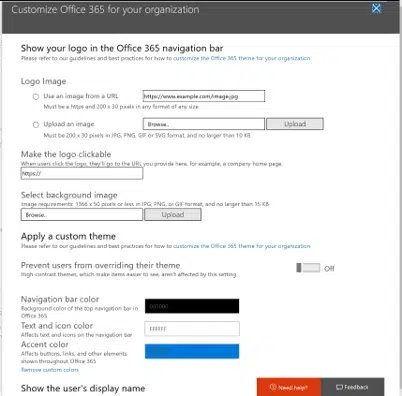 Customize Office 365 for your organization
Show your logo in the Office 365 navigation bar
Please refer to our guidelines and best practices for how to customize the Office 365 theme for your organization
Logo Image
Use an image from a URL
https://www.example.com/image.jpg
Must be a https and 200 x 30 pixels in any format of any size
Upload an image
Browse..
Upload
Must be 200 x 30 pixels in JPG, PNG, GIF or SVG format, and no larger than 10 KB
Make the logo clickable
When users click the logo, they'll go to the URL you provide here, for example, a company home page.
https://
Select background image
Image requirements: 1366 x 50 pixels or less in JPG, PNG, or GIF format, and no larger than 15 KB
Browse..
Upload
Apply a custom theme
Please refer to our guidelines and best practices for how to customize the Office 365 theme for your organization
Prevent users from overriding their theme
High-contrast themes, which make items easier to see, aren't affected by this setting
Off
Navigation bar color
Background color of the top navigation bar in
Office 365
000000
Text and icon color
Affects text and icons on the navigation bar
FFFFFF
Accent color
Affects buttons, links, and other elements
shown throughout Office 365
Remove custom colors
Show the user's display name
Need help?
Feedback